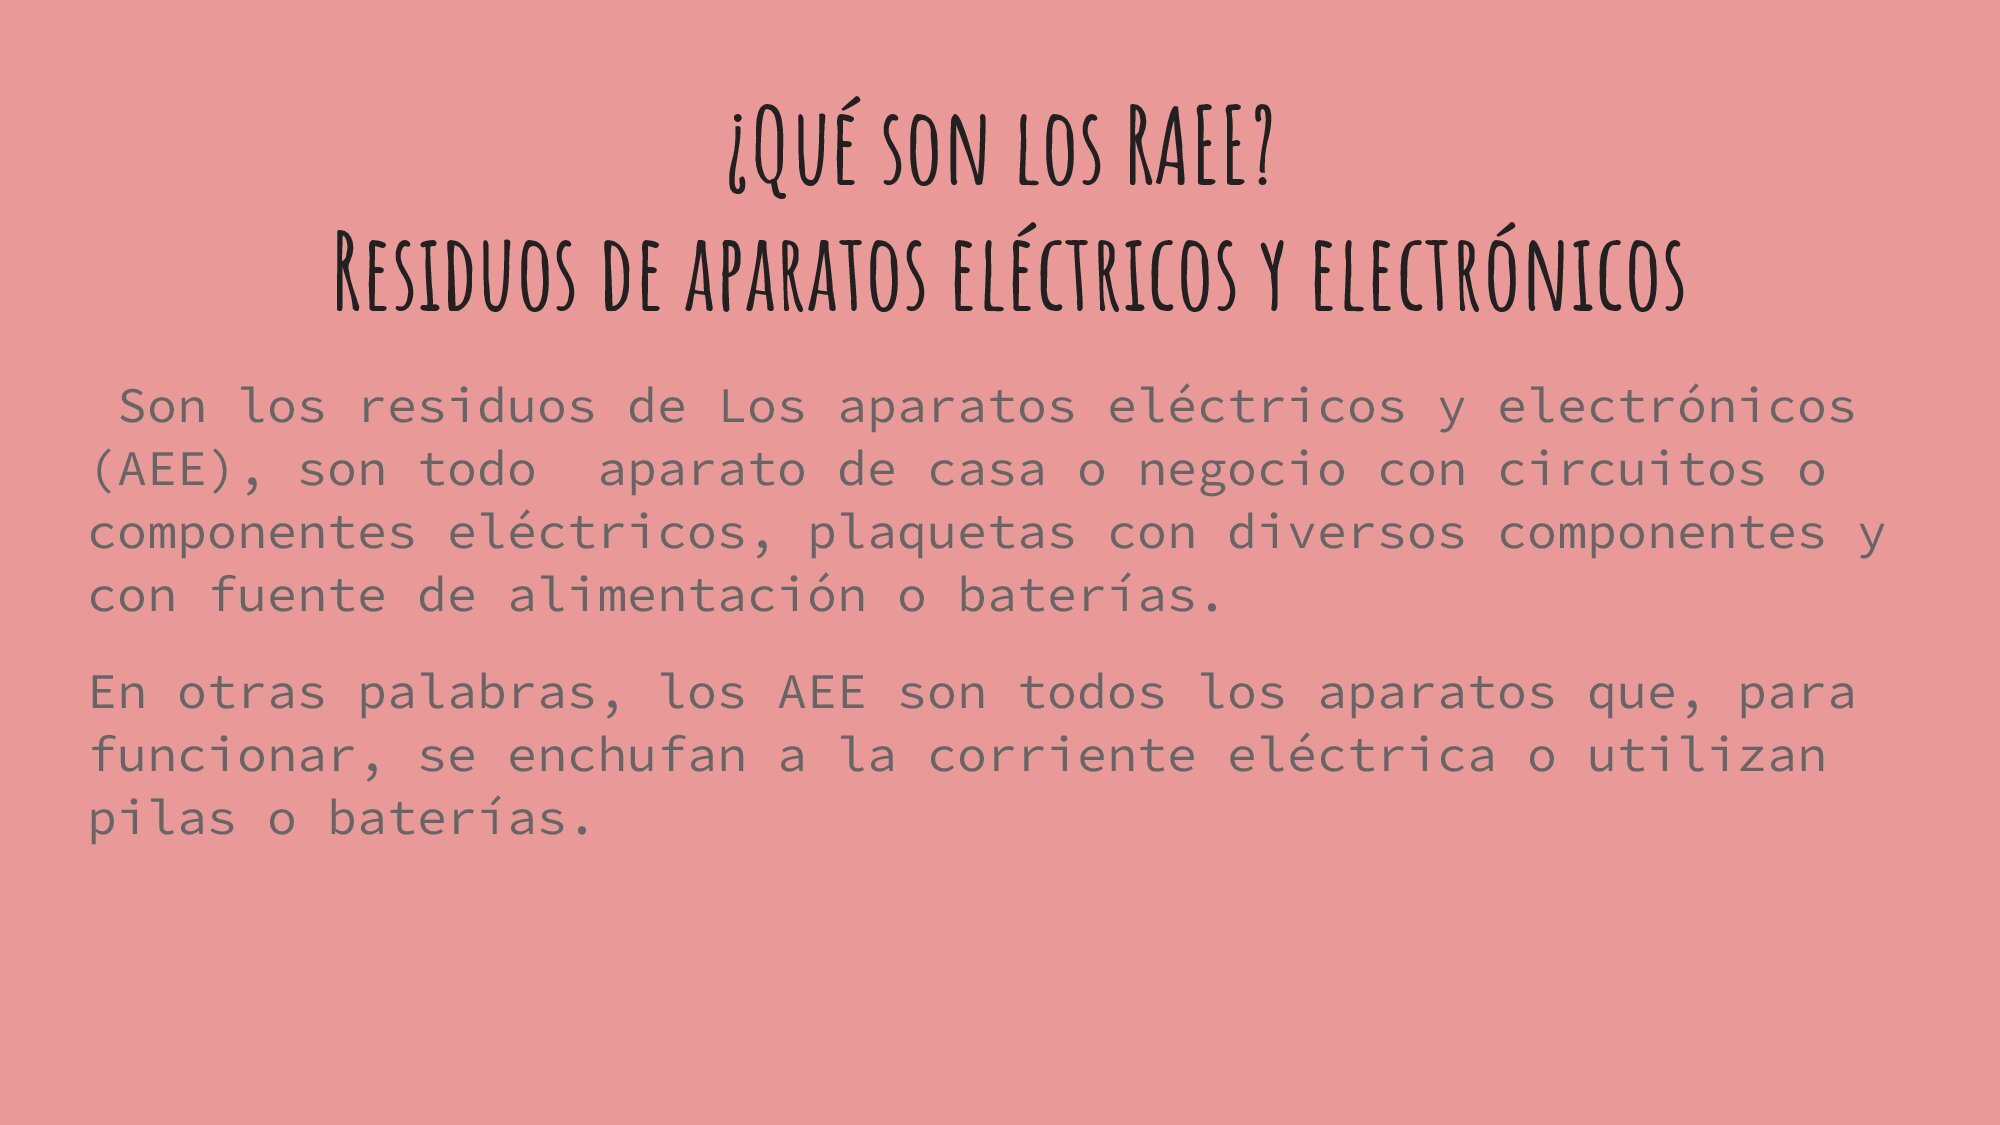 ¿Qué son los RAEE?
Residuos de aparatos eléctricos y electrónicos
Son los residuos de Los aparatos eléctricos y electrónicos
(AEE), son todo  aparato de casa o negocio con circuitos o
componentes eléctricos, plaquetas con diversos componentes y
con fuente de alimentación o baterías.
En otras palabras, los AEE son todos los aparatos que, para
funcionar, se enchufan a la corriente eléctrica o utilizan
pilas o baterías.